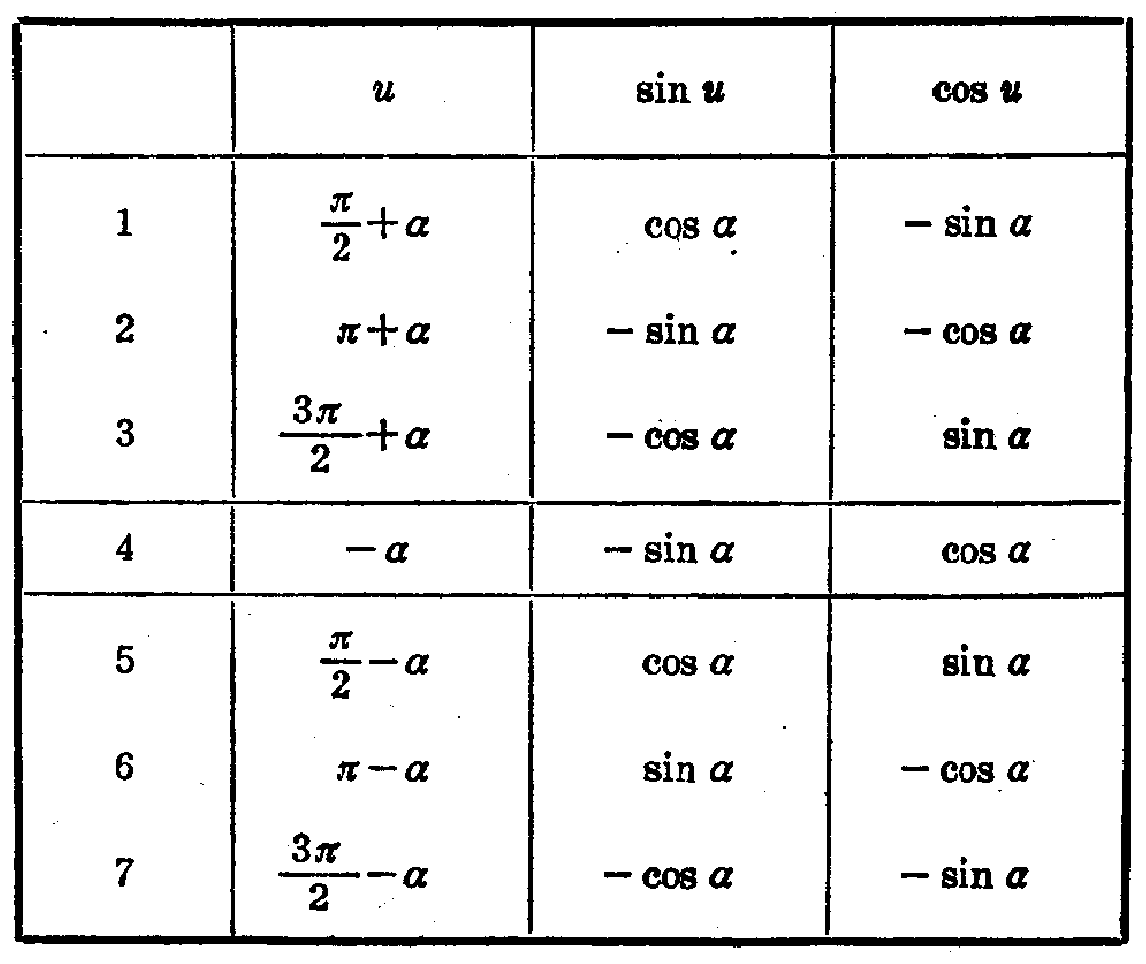 u sin u cos u
1 π/2 + α cos α − sin α
2 π + α − sin α − cos α
3 3π/2 + α − cos α sin α
4 − α − sin α cos α
5 π/2 − α cos α sin α
6 π − α sin α − cos α
7 3π/2 − α − cos α − sin α